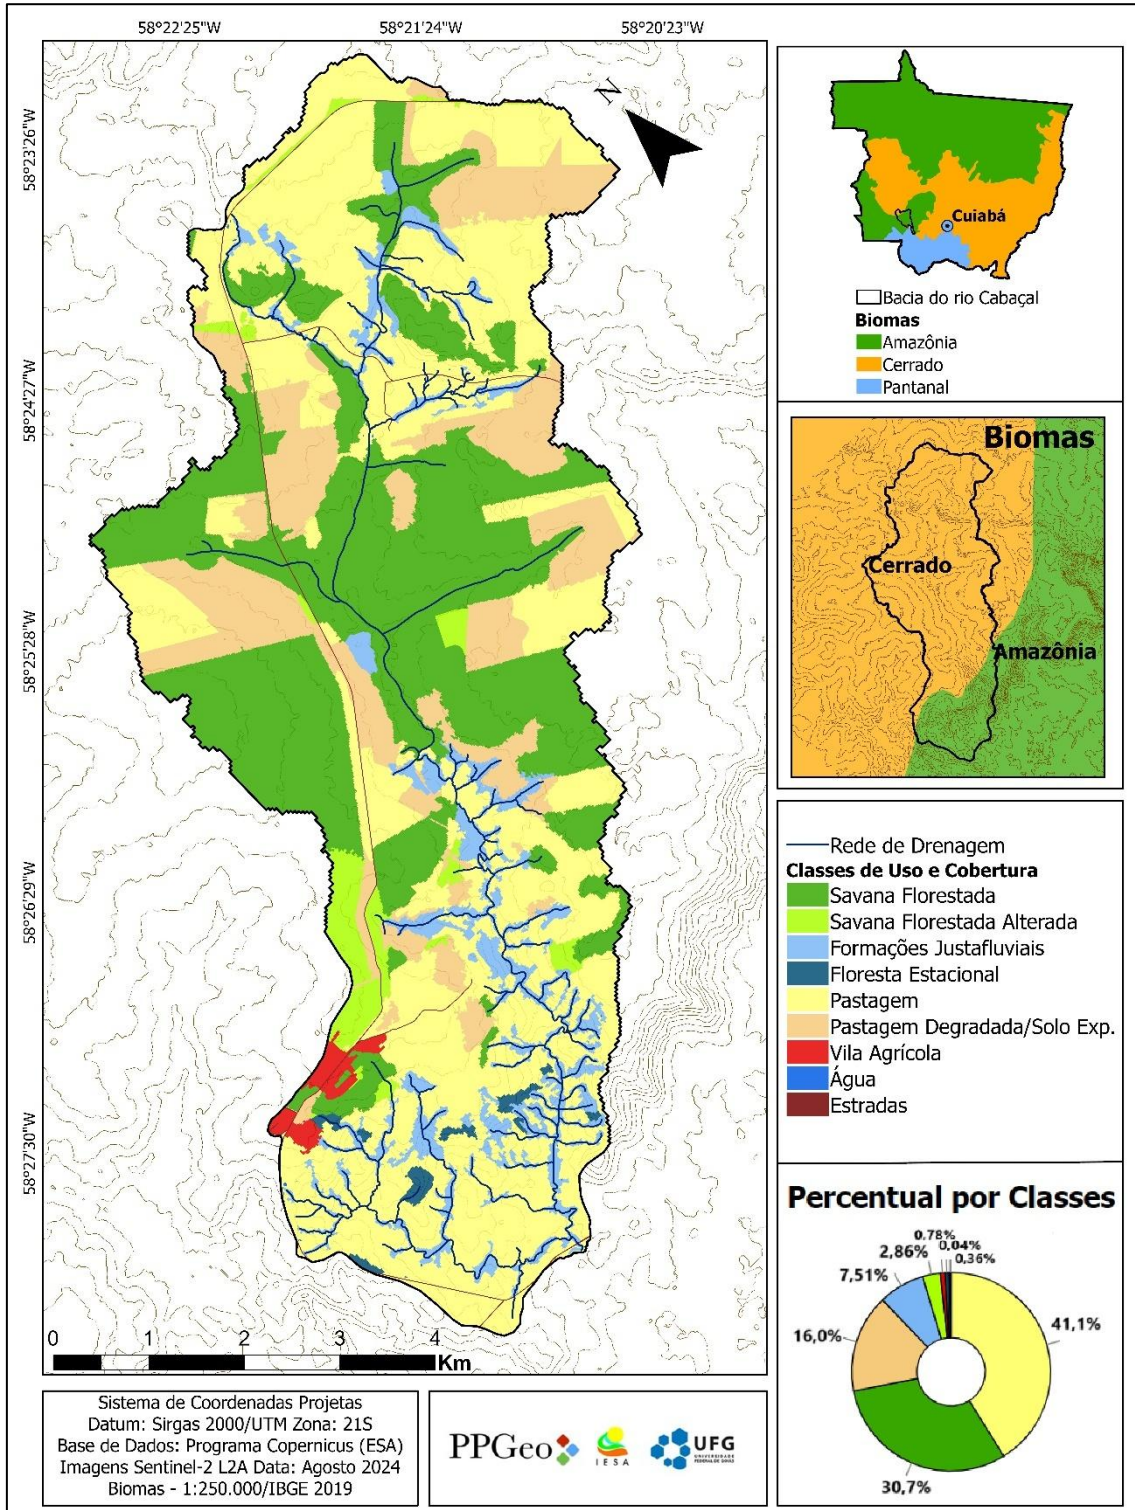 58°22'25"W
58°21'24"W
58°20'23"W
58°23'26"W
58°24'27"W
58°25'28"W
58°26'29"W
58°27'30"W
N
0 1 2 3 4
Km
Cuiabá
Bacia do rio Cabaçal
Biomas
Amazônia
Cerrado
Pantanal
Biomas
Cerrado
Amazônia
Rede de Drenagem
Classes de Uso e Cobertura
Savana Florestada
Savana Florestada Alterada
Formações Justafluviais
Floresta Estacional
Pastagem
Pastagem Degradada/Solo Exp.
Vila Agrícola
Água
Estradas
Percentual por Classes
0,78%
0,04%
2,86%
0,36%
7,51%
16,0%
41,1%
30,7%
Sistema de Coordenadas Projetas
Datum: Sirgas 2000/UTM Zona: 21S
Base de Dados: Programa Copernicus (ESA)
Imagens Sentinel-2 L2A Data: Agosto 2024
Biomas - 1:250.000/IBGE 2019
PPGeo
IESA
UFG
UNIVERSIDADE
FEDERAL DE GOIÁS